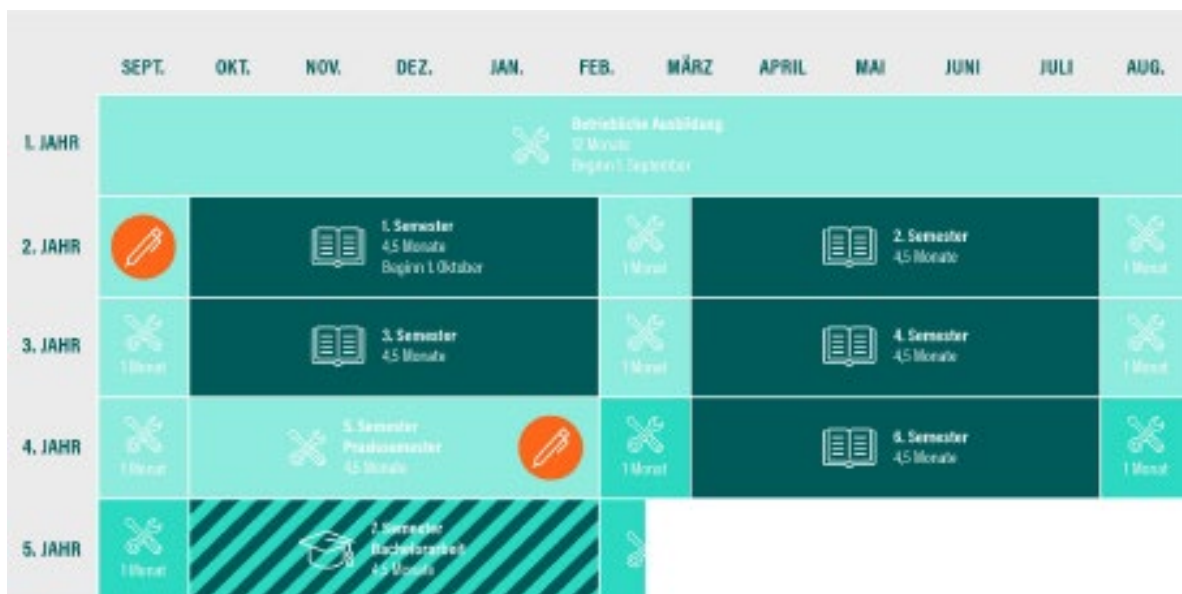 SEPT. OKT. NOV. DEZ. JAN. FEB. MÄRZ APRIL MAI JUNI JULI AUG.
1. JAHR
Betriebliche Ausbildung
12 Monate
Beginn 1. September
2. JAHR
1. Semester
4,5 Monate
Beginn 1. Oktober
1 Monat
2. Semester
4,5 Monate
1 Monat
3. JAHR
1 Monat
3. Semester
4,5 Monate
1 Monat
4. Semester
4,5 Monate
1 Monat
4. JAHR
1 Monat
5. Semester
Praxissemester
4,5 Monate
1 Monat
6. Semester
4,5 Monate
1 Monat
5. JAHR
1 Monat
7. Semester
Bachelorarbeit
4,5 Monate